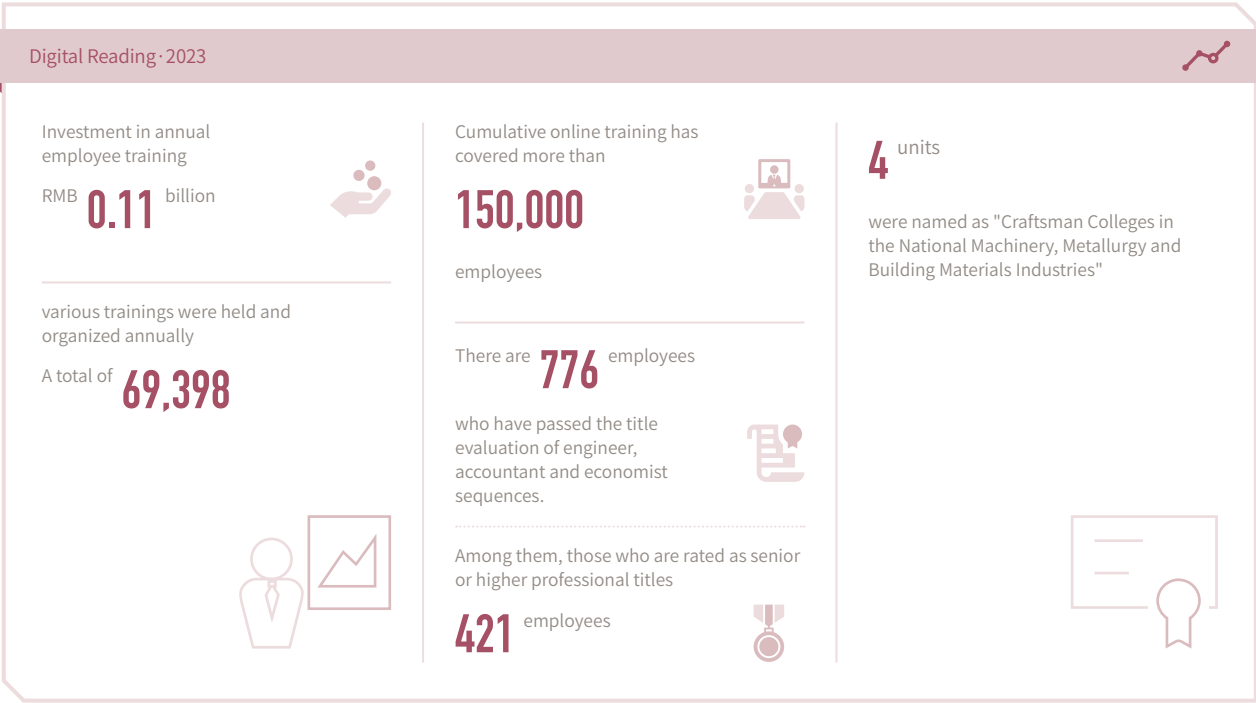 Digital Reading·2023
Investment in annual
employee training
RMB 0.11 billion
various trainings were held and
organized annually
A total of 69,398
Cumulative online training has
covered more than
150,000
employees
There are 776 employees
who have passed the title
evaluation of engineer,
accountant and economist
sequences.
Among them, those who are rated as senior
or higher professional titles
421 employees
4 units
were named as "Craftsman Colleges in
the National Machinery, Metallurgy and
Building Materials Industries"